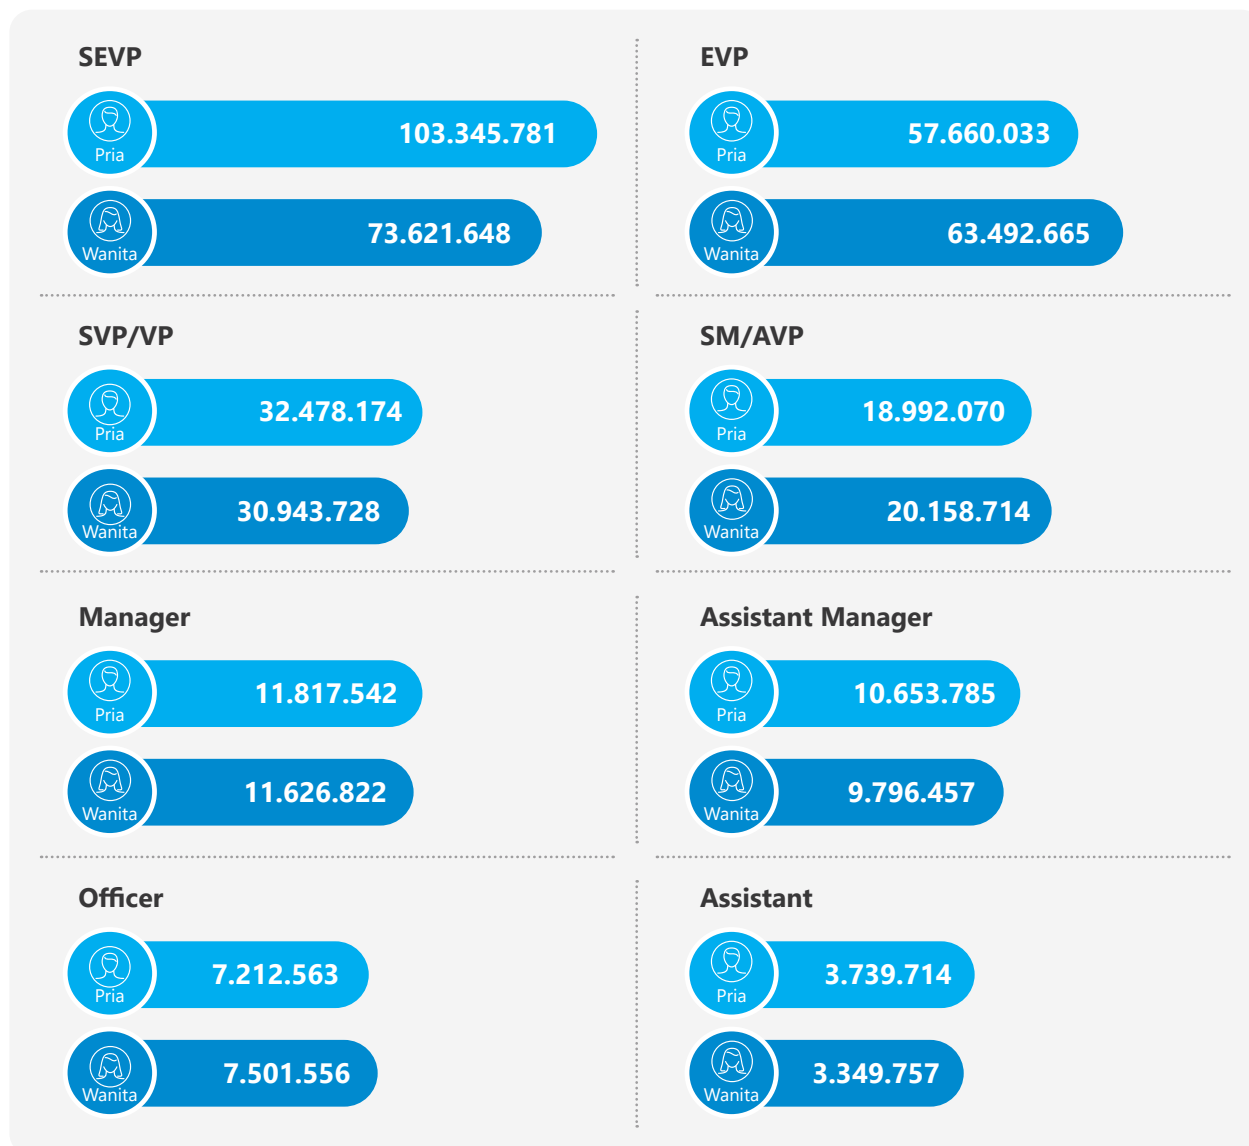 SEVP
Pria
103.345.781
Wanita
73.621.648
EVP
Pria
57.660.033
Wanita
63.492.665
SVP/VP
Pria
32.478.174
Wanita
30.943.728
SM/AVP
Pria
18.992.070
Wanita
20.158.714
Manager
Pria
11.817.542
Wanita
11.626.822
Assistant Manager
Pria
10.653.785
Wanita
9.796.457
Officer
Pria
7.212.563
Wanita
7.501.556
Assistant
Pria
3.739.714
Wanita
3.349.757